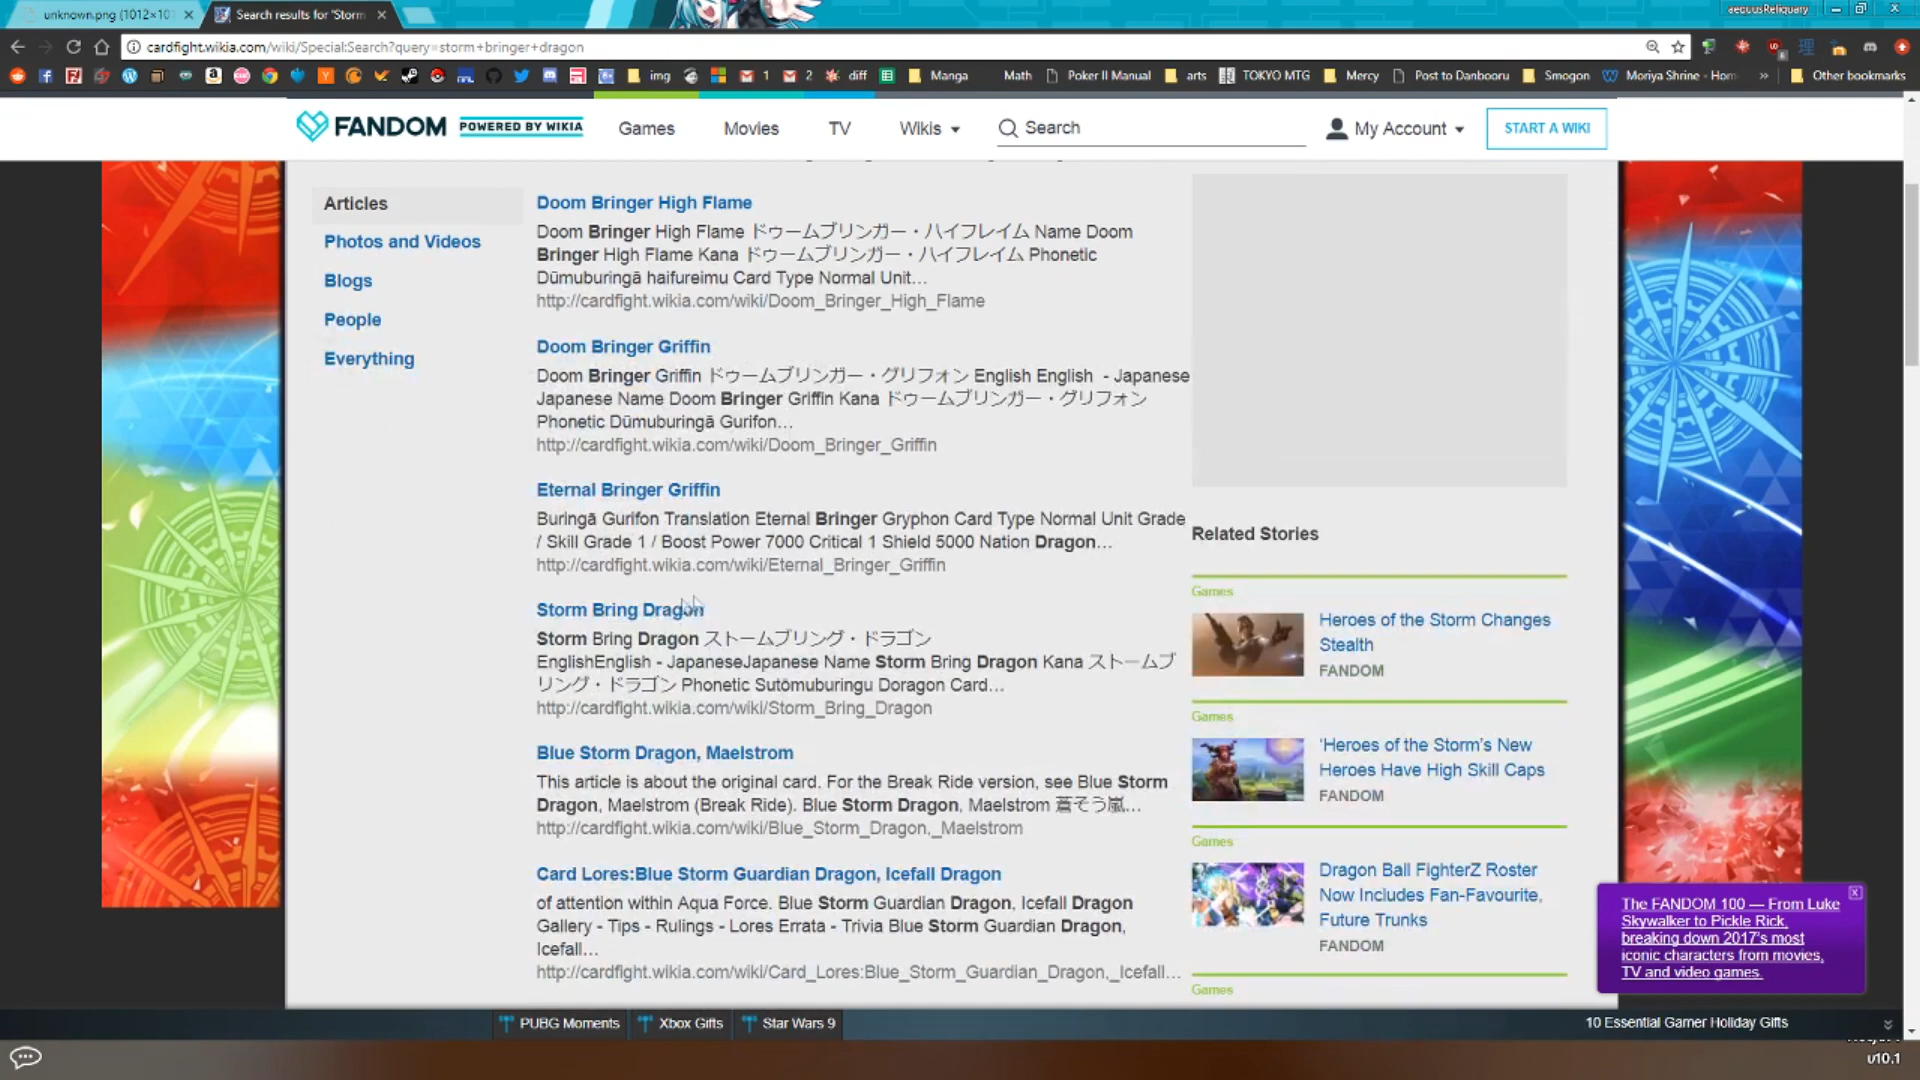 unknown.png (1012×10
Search results for "Storm
aequusReliquary
cardfight.wikia.com/wiki/Special:Search?query=storm+bringer+dragon
img
1
2
diff
Manga
Math
Poker II Manual
arts
TOKYO MTG
Mercy
Post to Danbooru
Smogon
Moriya Shrine - Hom
»
Other bookmarks
FANDOM
POWERED BY WIKIA
Games
Movies
TV
Wikis
Search
My Account
START A WIKI
Articles
Photos and Videos
Blogs
People
Everything
Doom Bringer High Flame
Doom Bringer High Flame ドゥームブリンガー・ハイフレイム Name Doom
Bringer High Flame Kana ドゥームブリンガー・ハイフレイム Phonetic
Dūmuburingā haifureimu Card Type Normal Unit...
http://cardfight.wikia.com/wiki/Doom_Bringer_High_Flame
Doom Bringer Griffin
Doom Bringer Griffin ドゥームブリンガー・グリフォン English English - Japanese
Japanese Name Doom Bringer Griffin Kana ドゥームブリンガー・グリフォン
Phonetic Dūmuburingā Gurifon...
http://cardfight.wikia.com/wiki/Doom_Bringer_Griffin
Eternal Bringer Griffin
Buringā Gurifon Translation Eternal Bringer Gryphon Card Type Normal Unit Grade
/ Skill Grade 1 / Boost Power 7000 Critical 1 Shield 5000 Nation Dragon...
http://cardfight.wikia.com/wiki/Eternal_Bringer_Griffin
Storm Bring Dragon
Storm Bring Dragon ストームブリング・ドラゴン
EnglishEnglish - JapaneseJapanese Name Storm Bring Dragon Kana ストームブ
リング・ドラゴン Phonetic Sutōmuburingu Doragon Card...
http://cardfight.wikia.com/wiki/Storm_Bring_Dragon
Blue Storm Dragon, Maelstrom
This article is about the original card. For the Break Ride version, see Blue Storm
Dragon, Maelstrom (Break Ride). Blue Storm Dragon, Maelstrom 蒼そう嵐...
http://cardfight.wikia.com/wiki/Blue_Storm_Dragon,_Maelstrom
Card Lores:Blue Storm Guardian Dragon, Icefall Dragon
of attention within Aqua Force. Blue Storm Guardian Dragon, Icefall Dragon
Gallery - Tips - Rulings - Lores Errata - Trivia Blue Storm Guardian Dragon,
Icefall...
http://cardfight.wikia.com/wiki/Card_Lores:Blue_Storm_Guardian_Dragon,_Icefall...
Related Stories
Games
Heroes of the Storm Changes
Stealth
FANDOM
Games
'Heroes of the Storm's New
Heroes Have High Skill Caps
FANDOM
Games
Dragon Ball FighterZ Roster
Now Includes Fan-Favourite,
Future Trunks
FANDOM
Games
The FANDOM 100 — From Luke
Skywalker to Pickle Rick,
breaking down 2017's most
iconic characters from movies,
TV and video games.
PUBG Moments
Xbox Gifts
Star Wars 9
10 Essential Gamer Holiday Gifts
v10.1